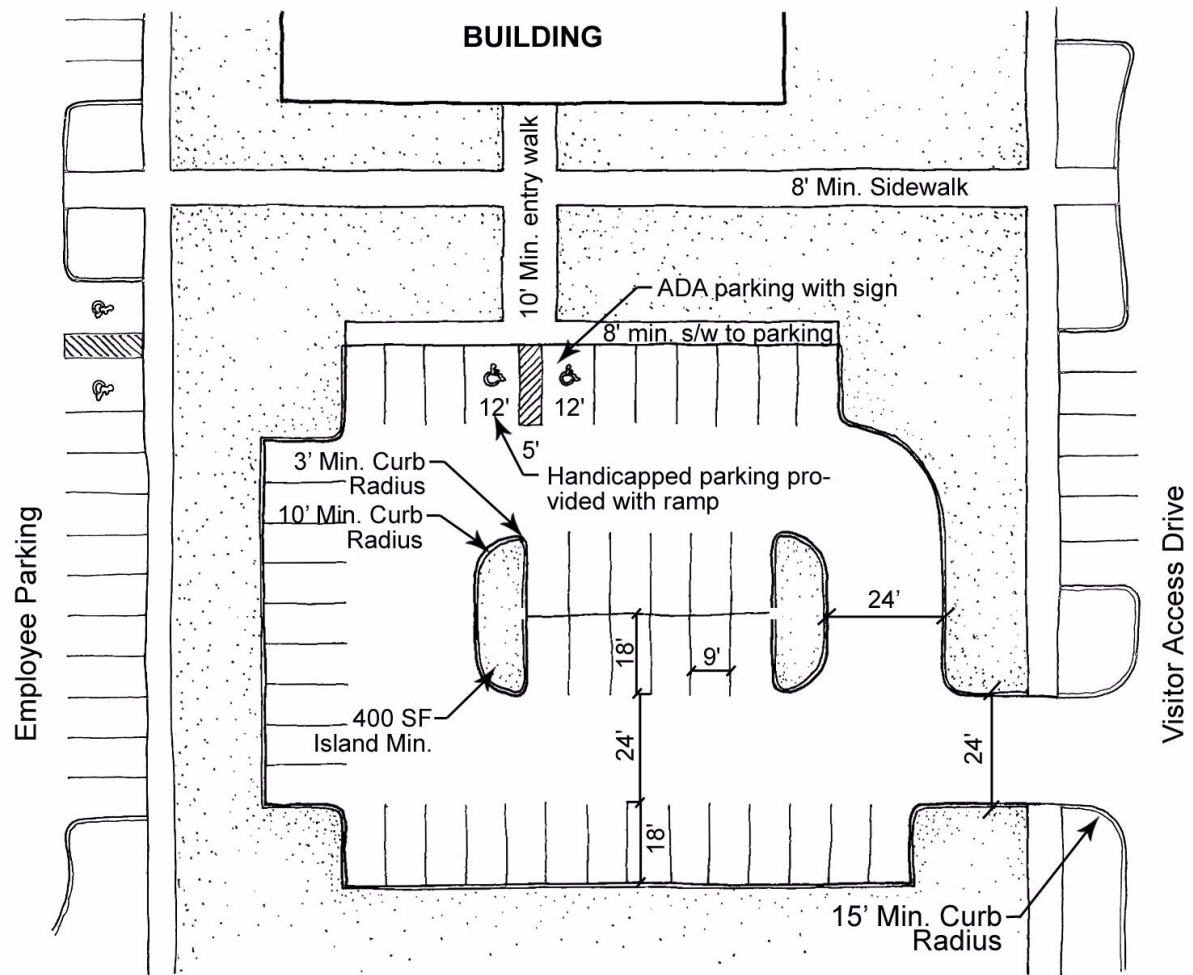 BUILDING
10' Min. entry walk
8' Min. Sidewalk
ADA parking with sign
8' min. s/w to parking
12'
12'
5'
3' Min. Curb
Radius
Handicapped parking pro-
vided with ramp
10' Min. Curb
Radius
Employee Parking
24'
18'
9'
Visitor Access Drive
400 SF
Island Min.
24'
24'
18'
15' Min. Curb
Radius